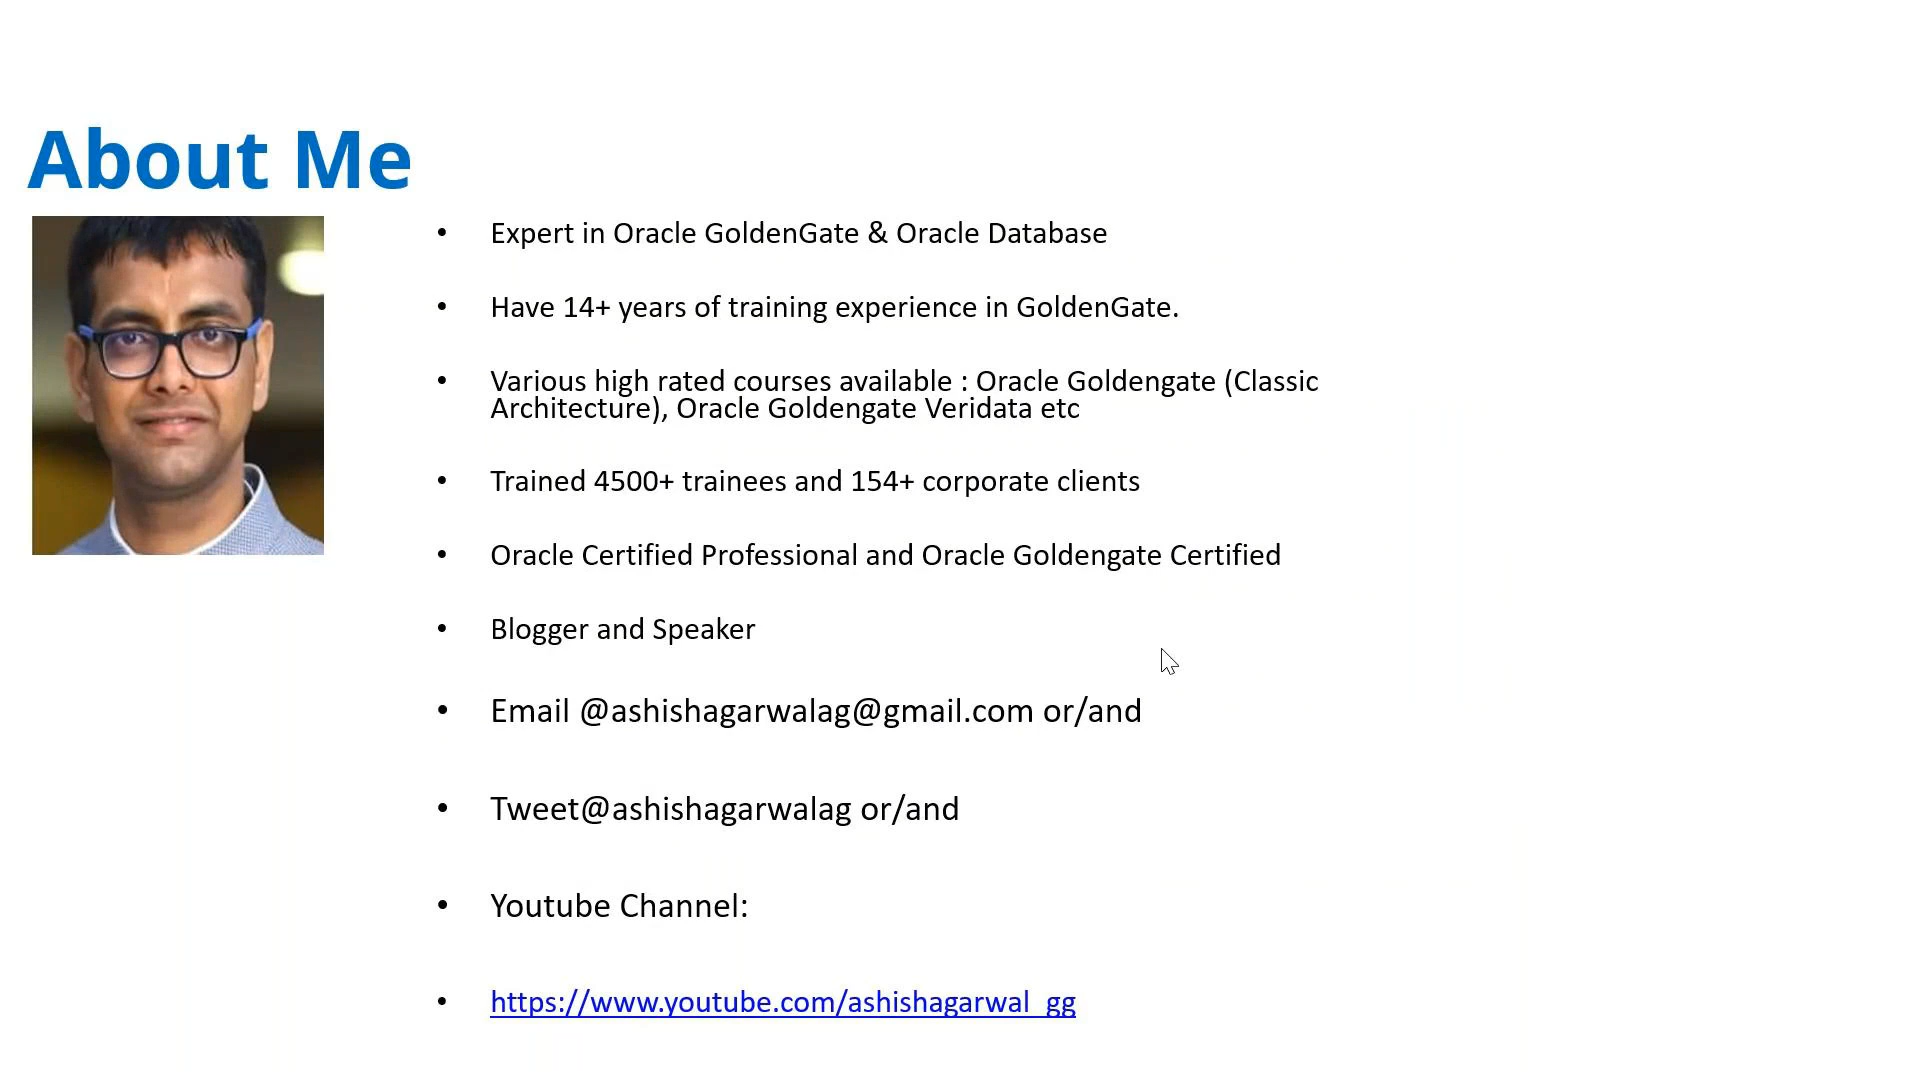 About Me
• Expert in Oracle GoldenGate & Oracle Database
• Have 14+ years of training experience in GoldenGate.
• Various high rated courses available : Oracle Goldengate (Classic
Architecture), Oracle Goldengate Veridata etc
• Trained 4500+ trainees and 154+ corporate clients
• Oracle Certified Professional and Oracle Goldengate Certified
• Blogger and Speaker
• Email @ashishagarwalag@gmail.com or/and
• Tweet@ashishagarwalag or/and
• Youtube Channel:
• https://www.youtube.com/ashishagarwal_gg